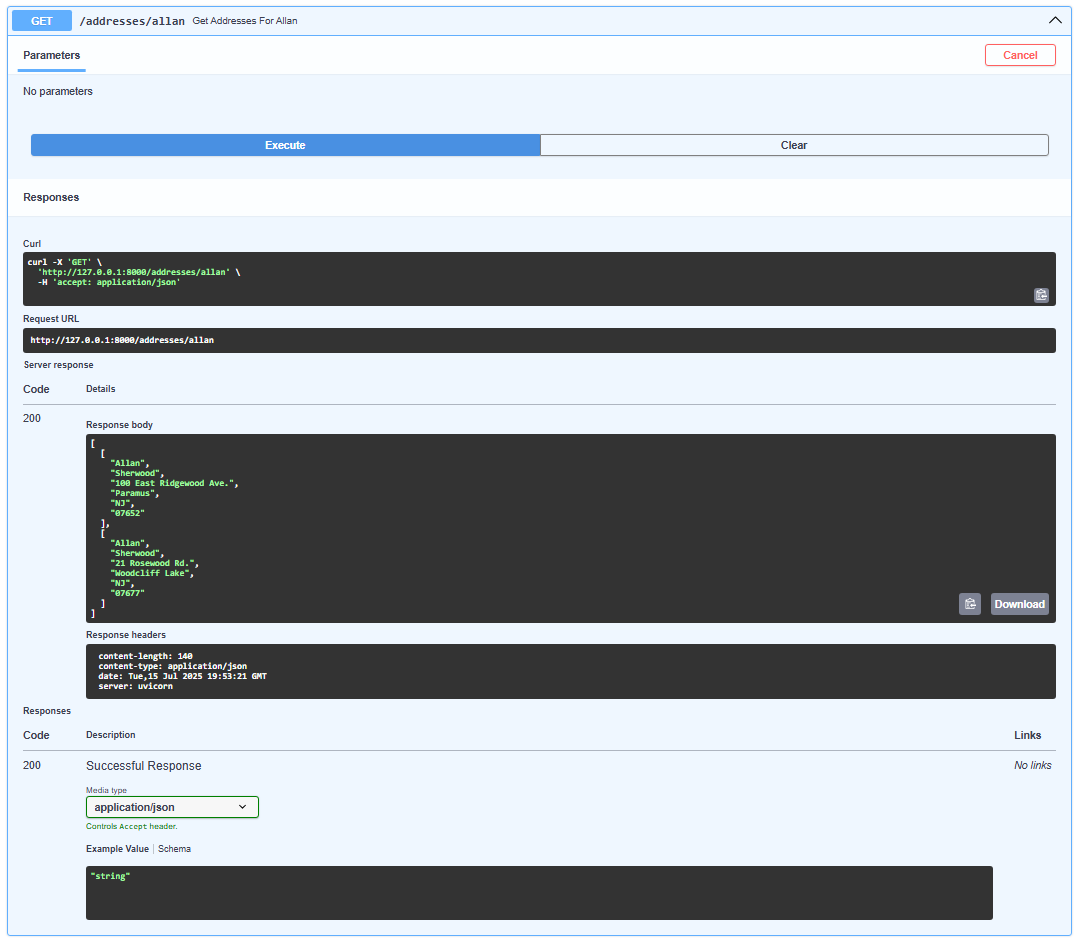 GET /addresses/allan Get Addresses For Allan
Parameters
Cancel
No parameters
Execute
Clear
Responses
Curl
curl -X 'GET' \
'http://127.0.0.1:8000/addresses/allan' \
-H 'accept: application/json'
Request URL
http://127.0.0.1:8000/addresses/allan
Server response
Code Details
200
Response body
[
[
"Allan",
"Sherwood",
"100 East Ridgewood Ave.",
"Paramus",
"NJ",
"07652"
],
[
"Allan",
"Sherwood",
"21 Rosewood Rd.",
"Woodcliff Lake",
"NJ",
"07677"
]
]
Download
Response headers
content-length: 140
content-type: application/json
date: Tue,15 Jul 2025 19:53:21 GMT
server: uvicorn
Responses
Code Description Links
200 Successful Response No links
Media type
application/json
Controls Accept header.
Example Value Schema
"string"